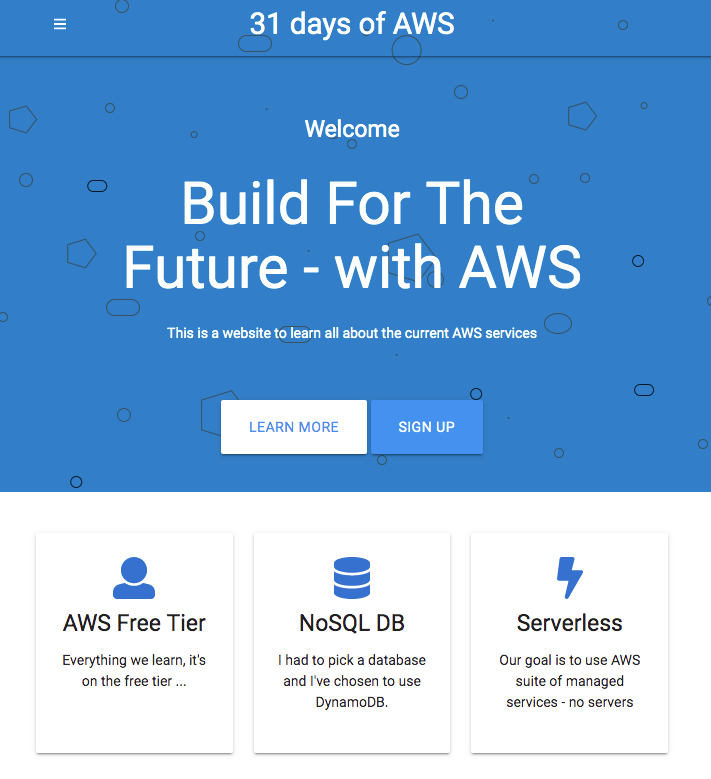 31 days of AWS
Welcome
Build For The
Future - with AWS
This is a website to learn all about the current AWS services
LEARN MORE
SIGN UP
AWS Free Tier
Everything we learn, it's
on the free tier ...
NoSQL DB
I had to pick a database
and I've chosen to use
DynamoDB.
Serverless
Our goal is to use AWS
suite of managed
services - no servers